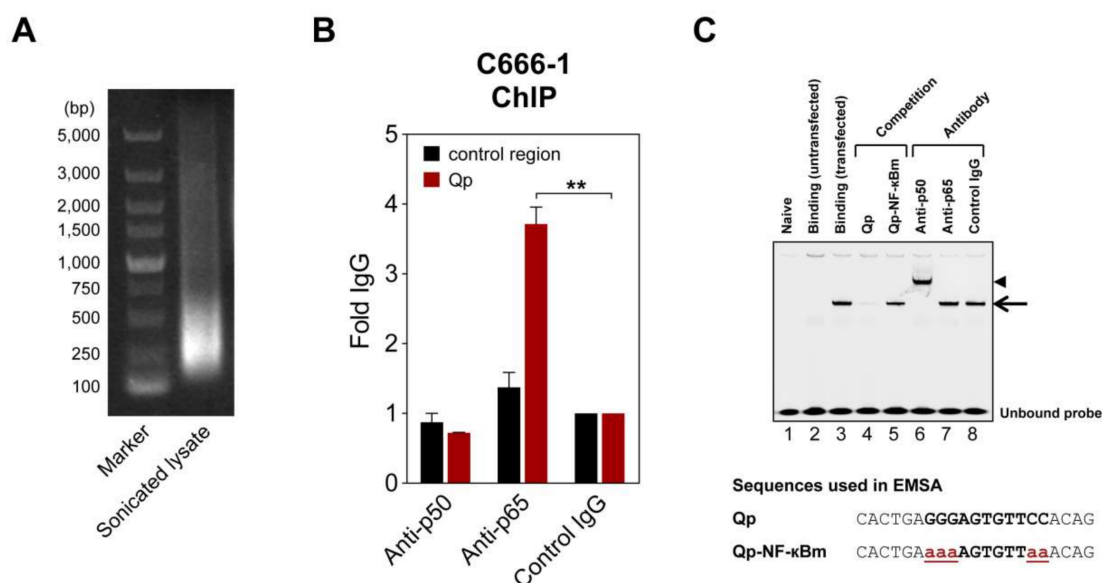 A
(bp)
5,000
3,000
2,000
1,500
1,000
750
500
250
100
Marker
Sonicated lysate
B
C666-1
ChIP
Fold IgG
5
4
3
2
1
0
control region
Qp
**
Anti-p50
Anti-p65
Control IgG
C
Competition
Antibody
Naive
Binding (untransfected)
Binding (transfected)
Qp
Qp-NF-κBm
Anti-p50
Anti-p65
Control IgG
Unbound probe
1 2 3 4 5 6 7 8
Sequences used in EMSA
Qp CACTGAGGGAGTGTTCCACAG
Qp-NF-κBm CACTGAaaaAGTGTTaaACAG